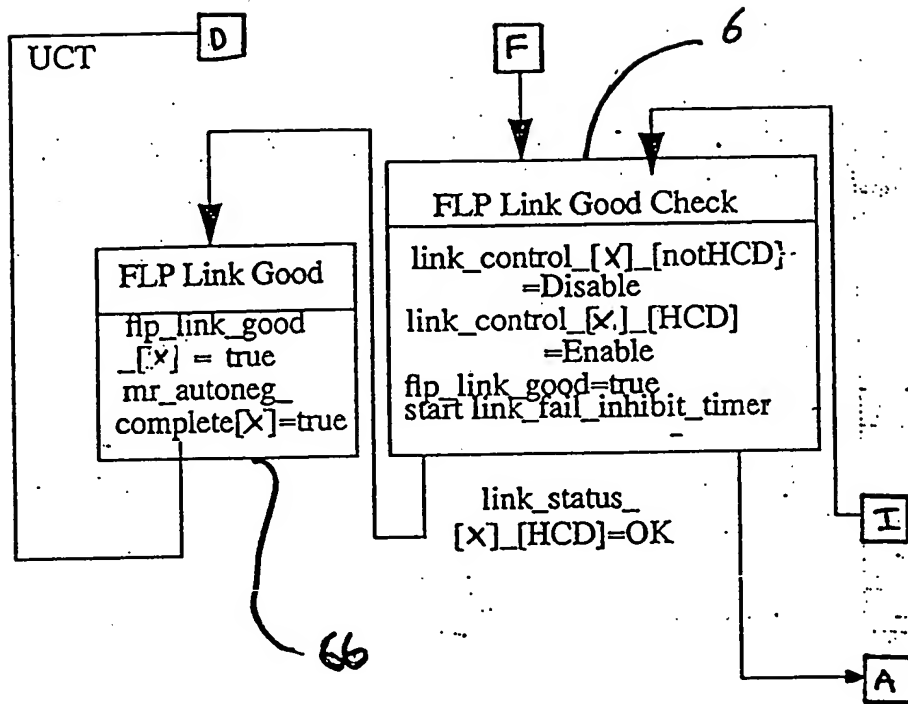 D
UCT
F
6
FLP Link Good Check
link_control_[X]_[notHCD}
=Disable
link_control_[X.]_[HCD]
=Enable
flp_link_good=true
start link_fail_inhibit_timer
FLP Link Good
flp_link_good
_[X] = true
mr_autoneg_
complete[X]=true
link_status_
[X]_[HCD]=OK
I
66
A